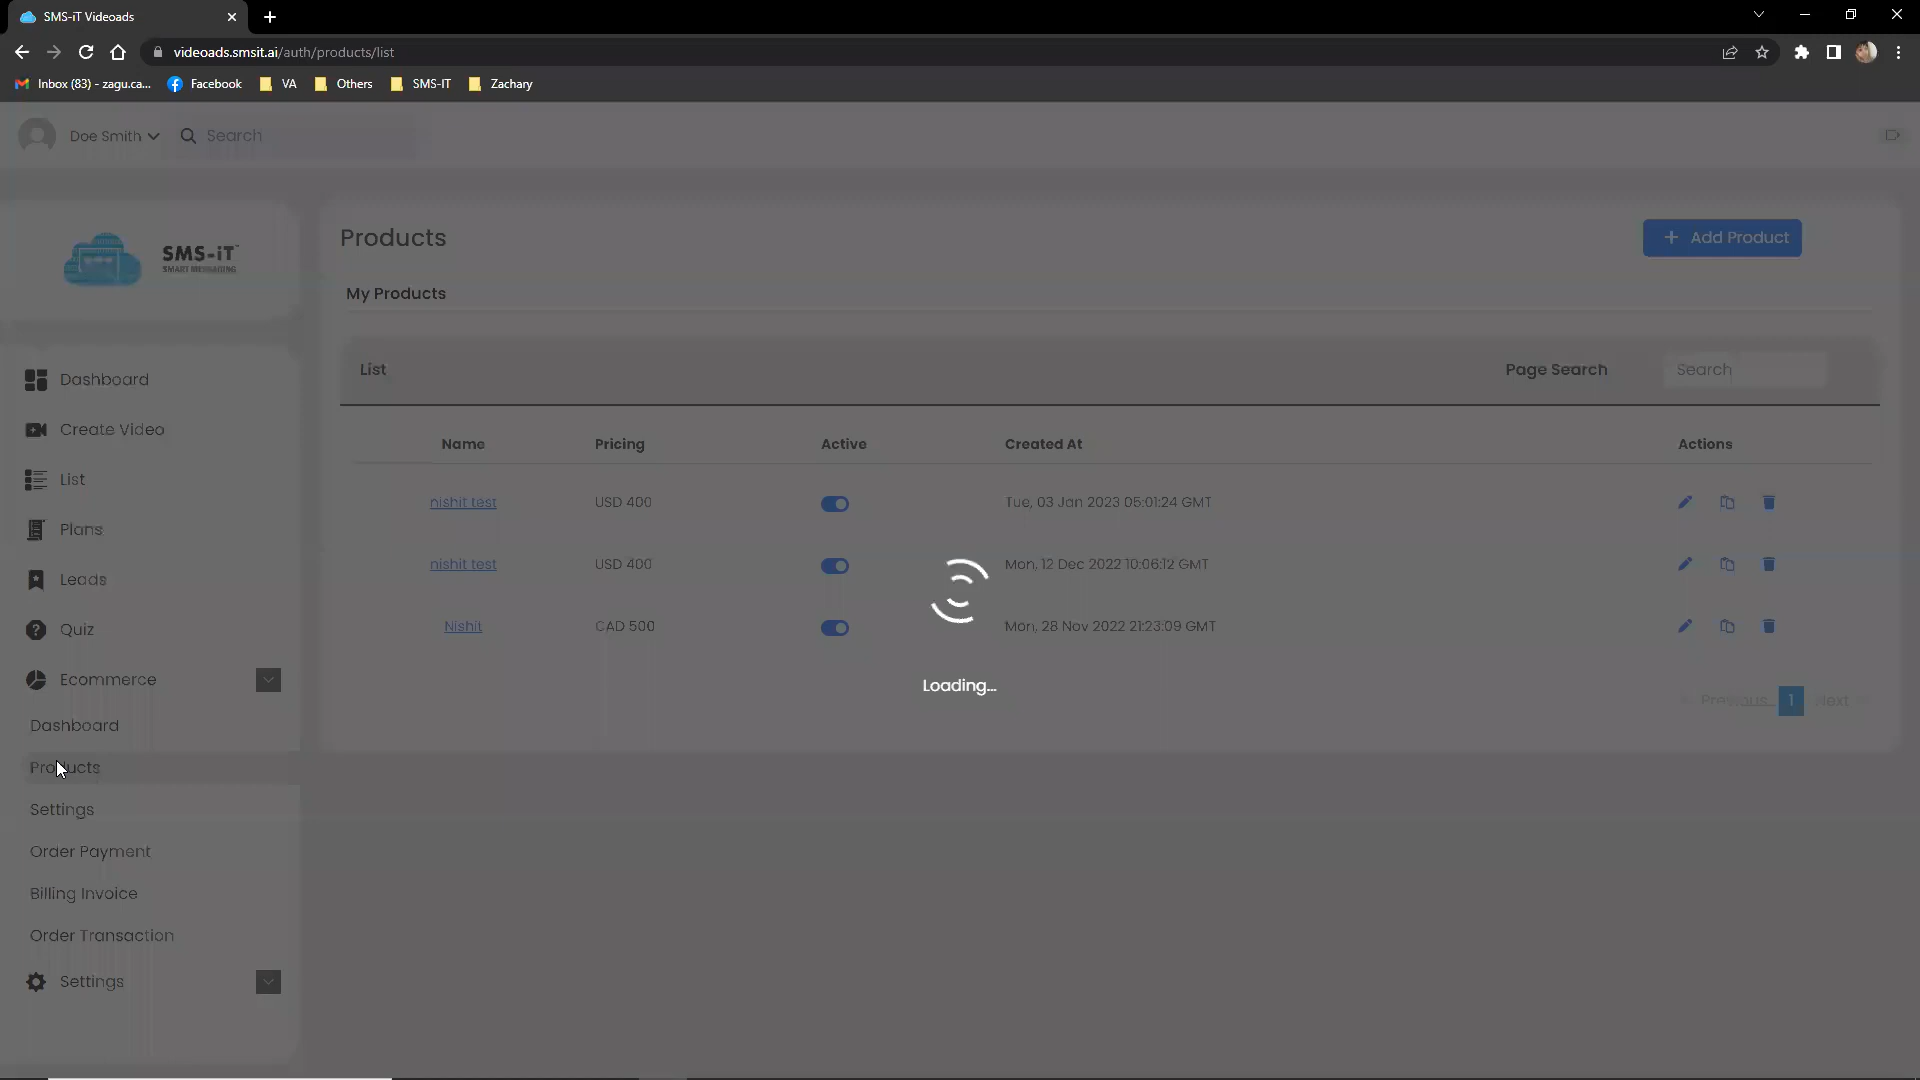 SMS-iT Videoads
videoads.smsit.ai/auth/products/list
Inbox (83) - zagu.ca...
Facebook
VA
Others
SMS-IT
Zachary
Doe Smith
Search
SMS-iT
SMART MESSAGING
Products
+ Add Product
My Products
List
Page Search
Search
Name Pricing Active Created At Actions
nishit test USD 400 Tue, 03 Jan 2023 05:01:24 GMT
nishit test USD 400 Mon, 12 Dec 2022 10:06:12 GMT
Nishit CAD 500 Mon, 28 Nov 2022 21:23:09 GMT
Previous 1 Next
Loading...
Dashboard
Create Video
List
Plans
Leads
Quiz
Ecommerce
Dashboard
Products
Settings
Order Payment
Billing Invoice
Order Transaction
Settings